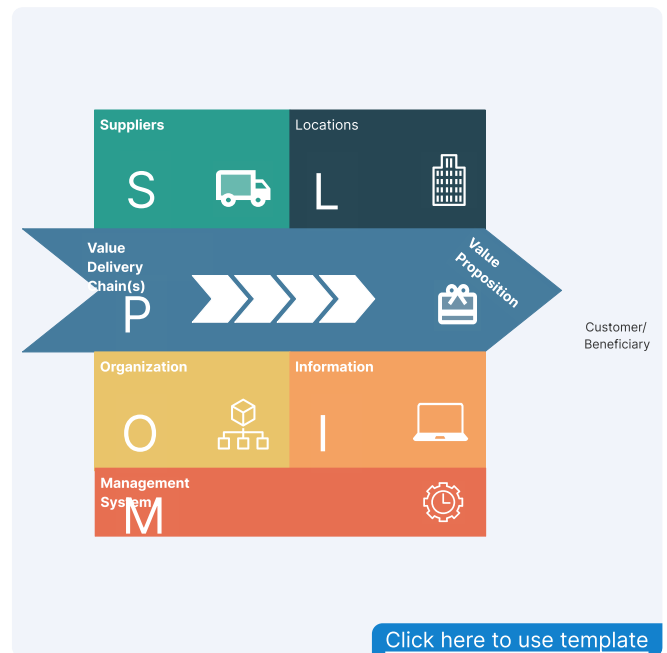 Suppliers
Locations
S
L
Value
Delivery
Chain(s)
P
Value
Proposition
Customer/
Beneficiary
Organization
Information
O
I
Management
System
M
Click here to use template